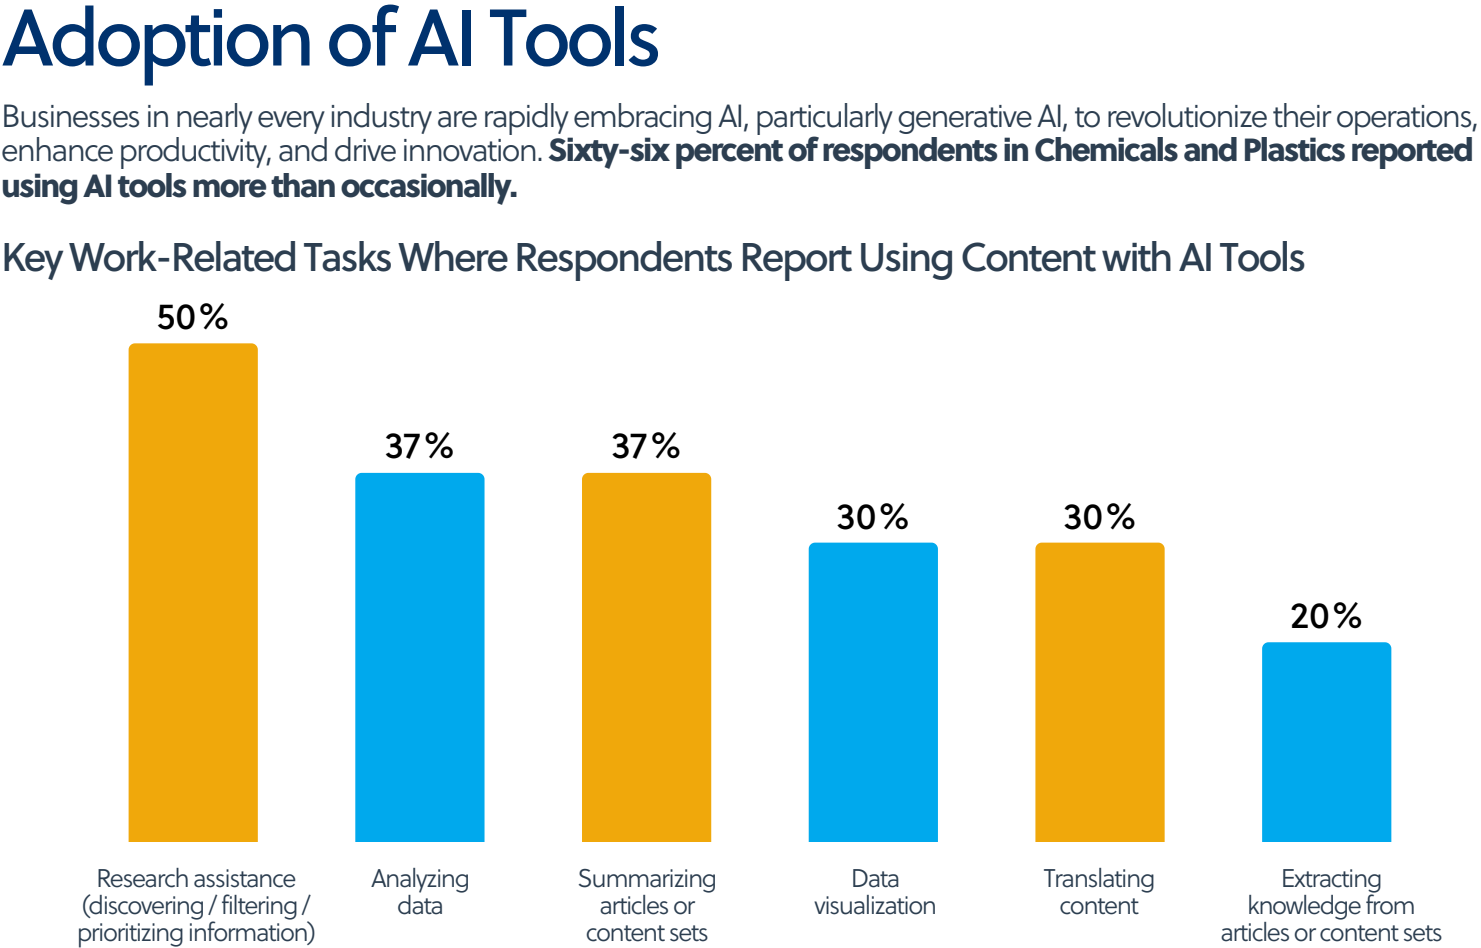 Adoption of AI Tools
Businesses in nearly every industry are rapidly embracing AI, particularly generative AI, to revolutionize their operations,
enhance productivity, and drive innovation. Sixty-six percent of respondents in Chemicals and Plastics reported
using AI tools more than occasionally.
Key Work-Related Tasks Where Respondents Report Using Content with AI Tools
50%
37%
37%
30%
30%
20%
Research assistance
(discovering / filtering /
prioritizing information)
Analyzing
data
Summarizing
articles or
content sets
Data
visualization
Translating
content
Extracting
knowledge from
articles or content sets